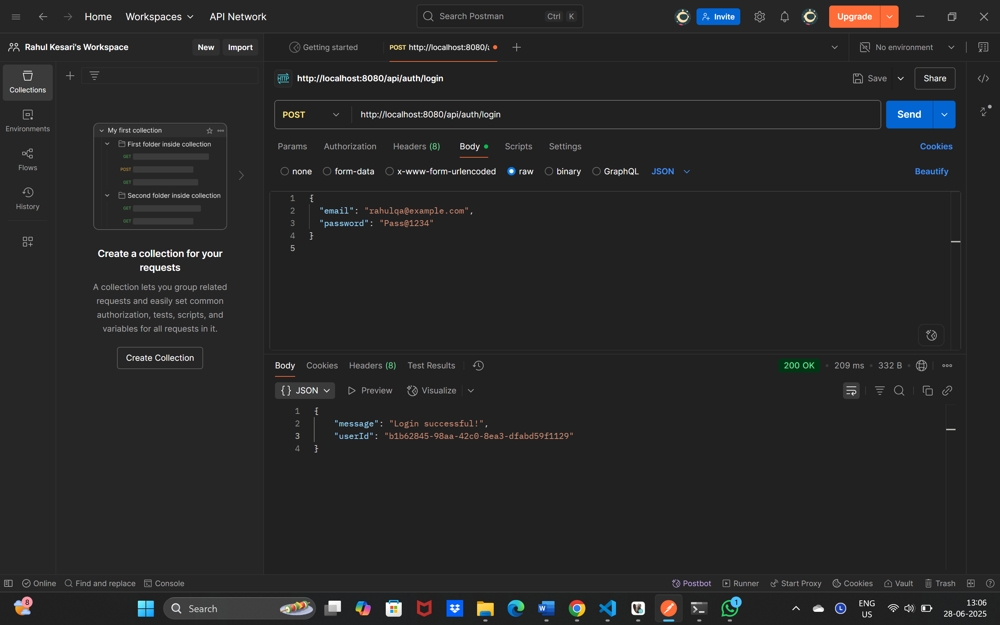 Home Workspaces API Network Search Postman Ctrl K Invite Upgrade
Rahul Kesari's Workspace New Import Getting started POST http://localhost:8080/a No environment
Collections
Environments
Flows
History
My first collection
First folder inside collection
GET
POST
GET
Second folder inside collection
GET
GET
Create a collection for your
requests
A collection lets you group related
requests and easily set common
authorization, tests, scripts, and
variables for all requests in it.
Create Collection
HTTP http://localhost:8080/api/auth/login Save Share
POST http://localhost:8080/api/auth/login Send
Params Authorization Headers (8) Body Scripts Settings Cookies
none form-data x-www-form-urlencoded raw binary GraphQL JSON Beautify
1 {
2 "email": "rahulqa@example.com",
3 "password": "Pass@1234"
4 }
5
Body Cookies Headers (8) Test Results 200 OK 209 ms 332 B
{} JSON Preview Visualize
1 {
2 "message": "Login successful!",
3 "userId": "b1b62845-98aa-42c0-8ea3-dfabd59f1129"
4 }
Online Find and replace Console Postbot Runner Start Proxy Cookies Vault Trash
8 Search W 1 L ENG 13:06
US 28-06-2025